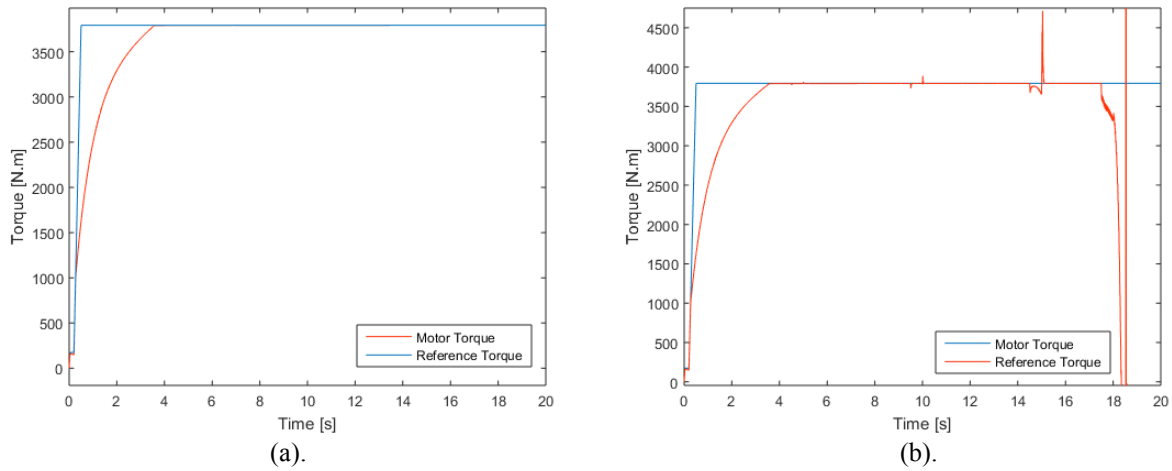 3500
3000
2500
2000
1500
1000
500
0
Torque [N.m]
0 2 4 6 8 10 12 14 16 18 20
Time [s]
Motor Torque
Reference Torque
(a).
4500
4000
3500
3000
2500
2000
1500
1000
500
0
Torque [N.m]
0 2 4 6 8 10 12 14 16 18 20
Time [s]
Motor Torque
Reference Torque
(b).